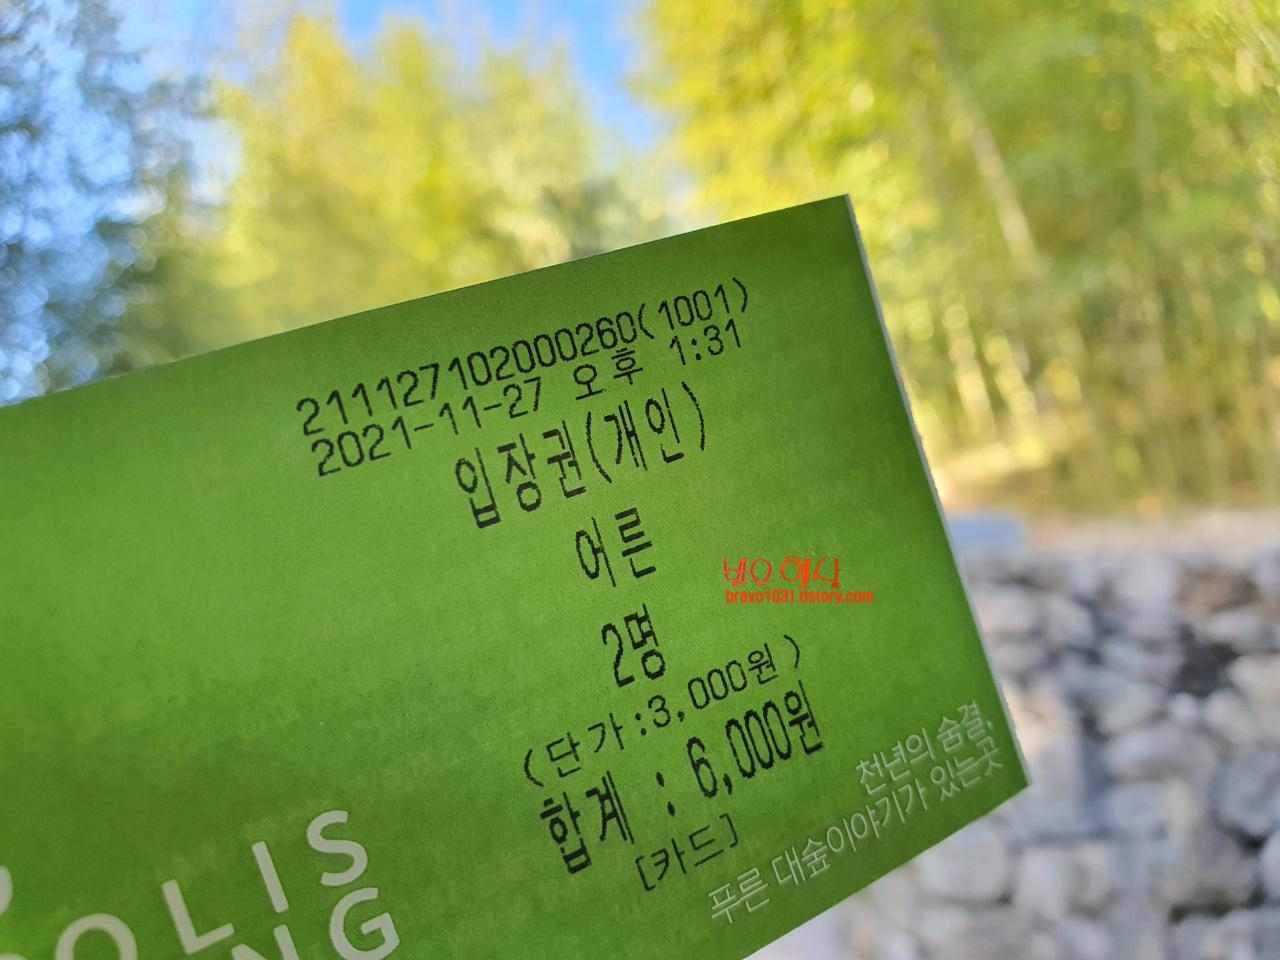 211127102000260(1001)
2021-11-27 오후 1:31
입장권(개인)
어른
2명
(단가:3,000원)
합계 : 6,000원
[카드]
천년의 숨결,
푸른 대숲이야기가 있는곳
OLIS
NG
bravo1031.tistory.com